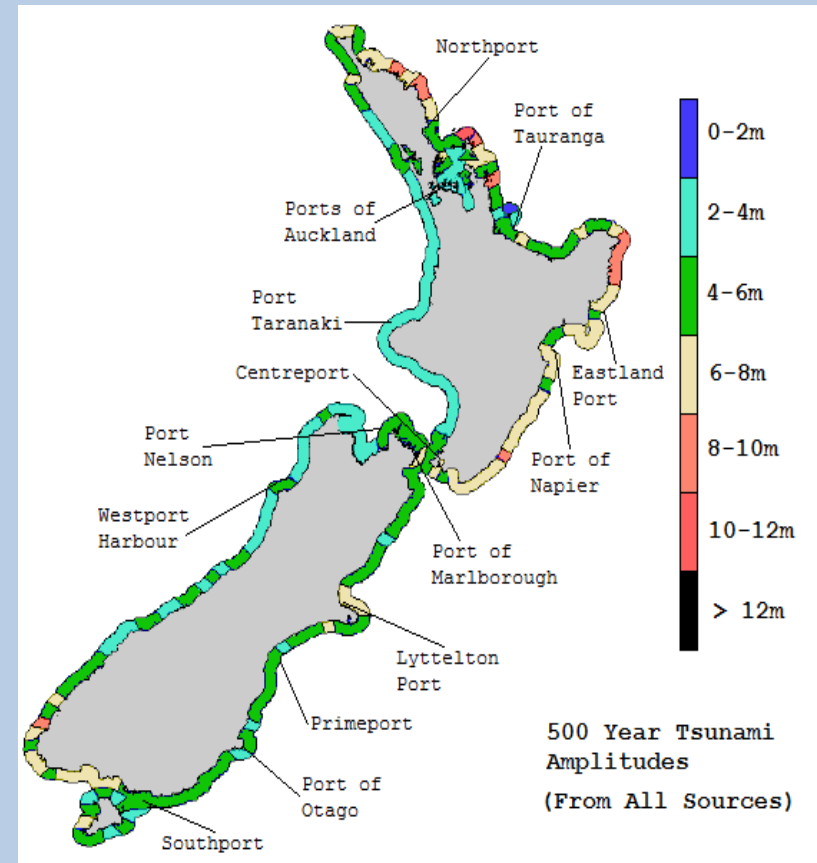 Northport
Port of
Tauranga
Ports of
Auckland
Port
Taranaki
Centreport
Port
Nelson
Westport
Harbour
Eastland
Port
Port of
Napier
Port of
Marlborough
Lyttelton
Port
Primeport
Port of
Otago
Southport
0-2m
2-4m
4-6m
6-8m
8-10m
10-12m
> 12m
500 Year Tsunami
Amplitudes
(From All Sources)